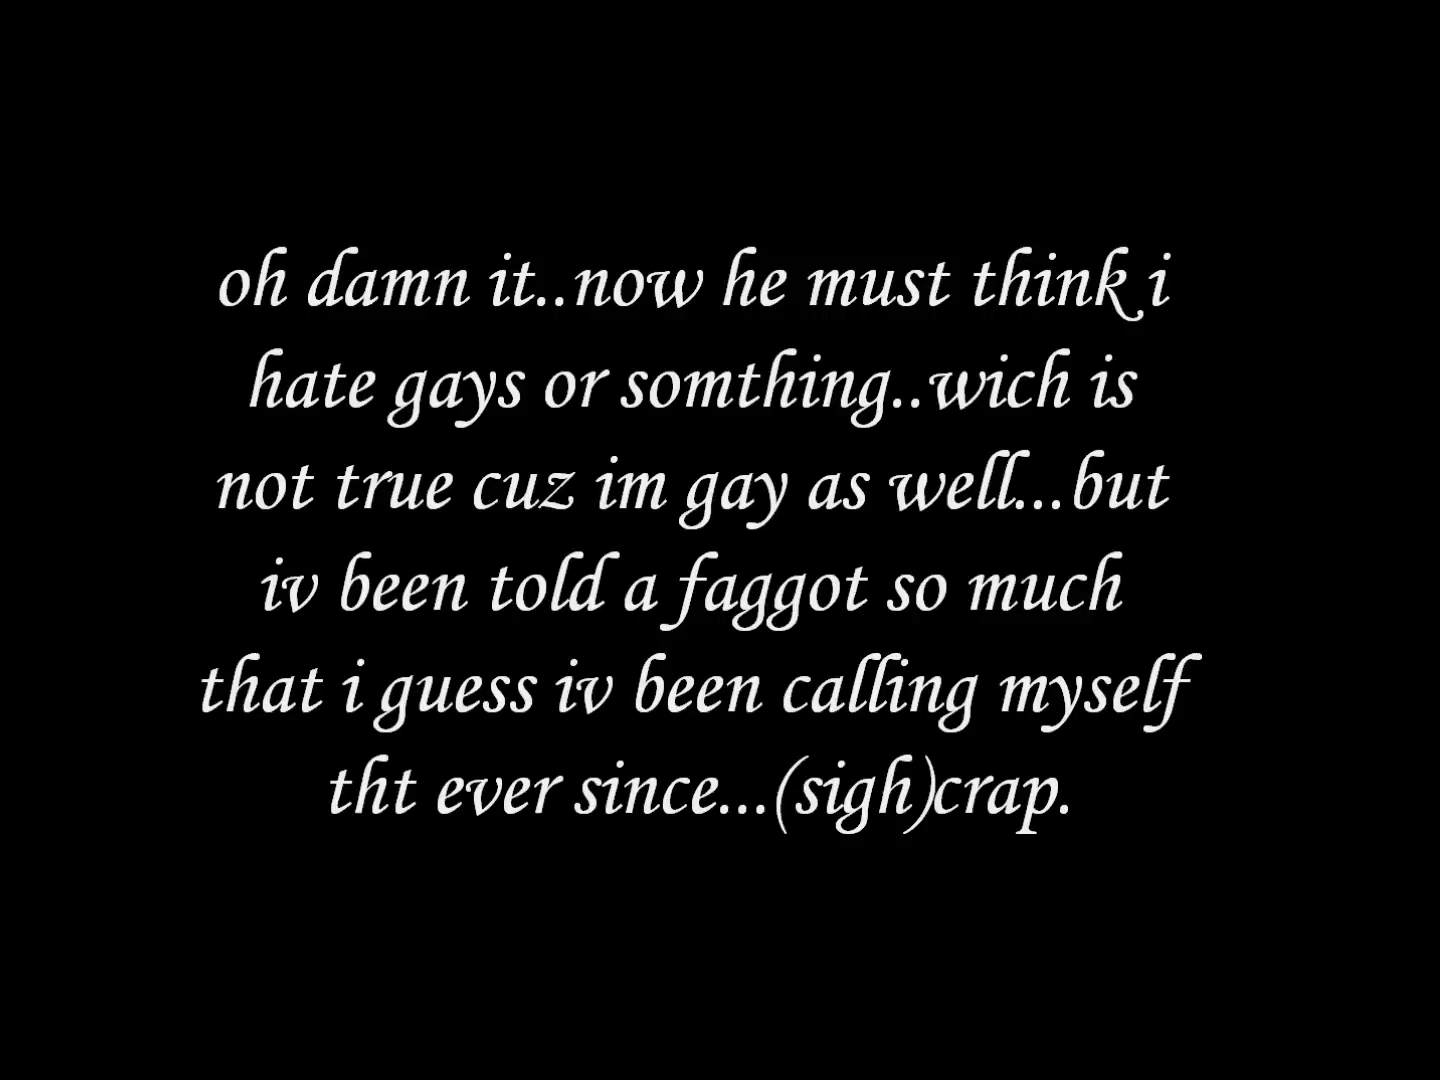 oh damn it..now he must think i
hate gays or somthing..wich is
not true cuz im gay as well...but
iv been told a faggot so much
that i guess iv been calling myself
tht ever since...(sigh)crap.